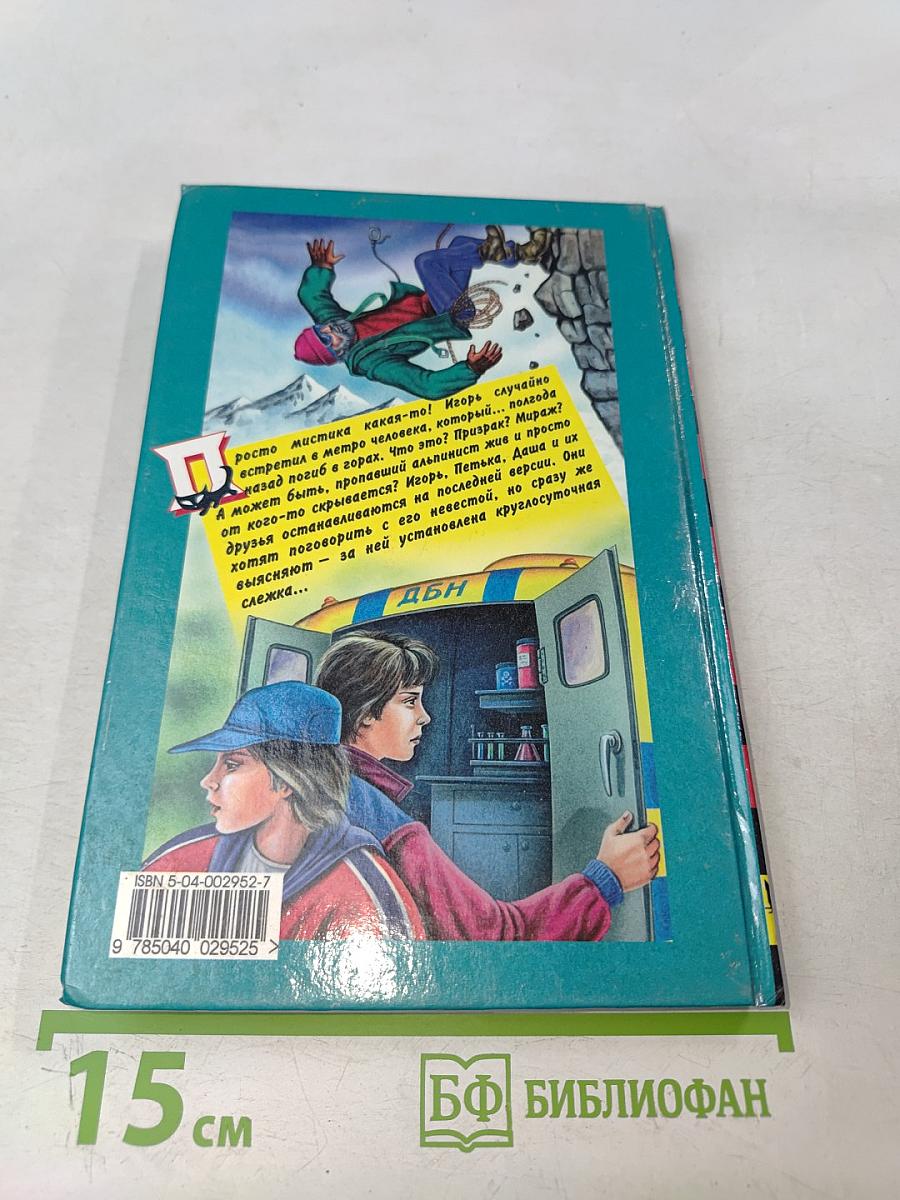 Просто мистика какая-то! Игорь случайно
встретил в метро человека, который... полгода
назад погиб в горах. Что это? Призрак? Мираж?
А может быть, пропавший альпинист жив и просто
от кого-то скрывается? Игорь, Петька, Даша и их
друзья останавливаются на последней версии. Они
хотят поговорить с его невестой, но сразу же
выясняют — за ней установлена круглосуточная
слежка...
ДБН
ISBN 5-04-002952-7
9 785040 029525 >
15 см
БФ БИБЛИОФАН